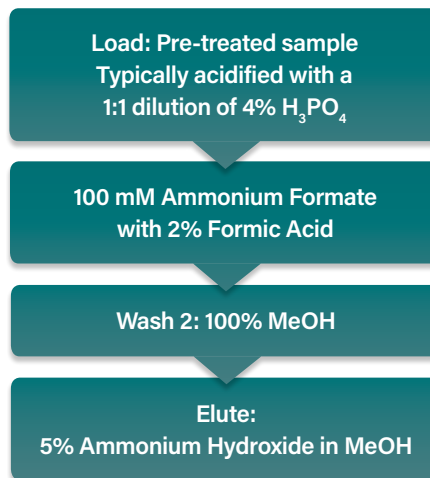 Load: Pre-treated sample
Typically acidified with a
1:1 dilution of 4% H₃PO₄
100 mM Ammonium Formate
with 2% Formic Acid
Wash 2: 100% MeOH
Elute:
5% Ammonium Hydroxide in MeOH